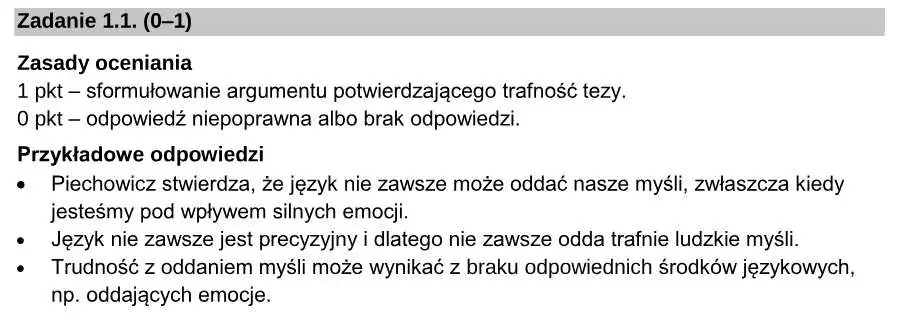 Zadanie 1.1. (0–1)
Zasady oceniania
1 pkt – sformułowanie argumentu potwierdzającego trafność tezy.
0 pkt – odpowiedź niepoprawna albo brak odpowiedzi.
Przykładowe odpowiedzi
• Piechowicz stwierdza, że język nie zawsze może oddać nasze myśli, zwłaszcza kiedy
jesteśmy pod wpływem silnych emocji.
• Język nie zawsze jest precyzyjny i dlatego nie zawsze odda trafnie ludzkie myśli.
• Trudność z oddaniem myśli może wynikać z braku odpowiednich środków językowych,
np. oddających emocje.